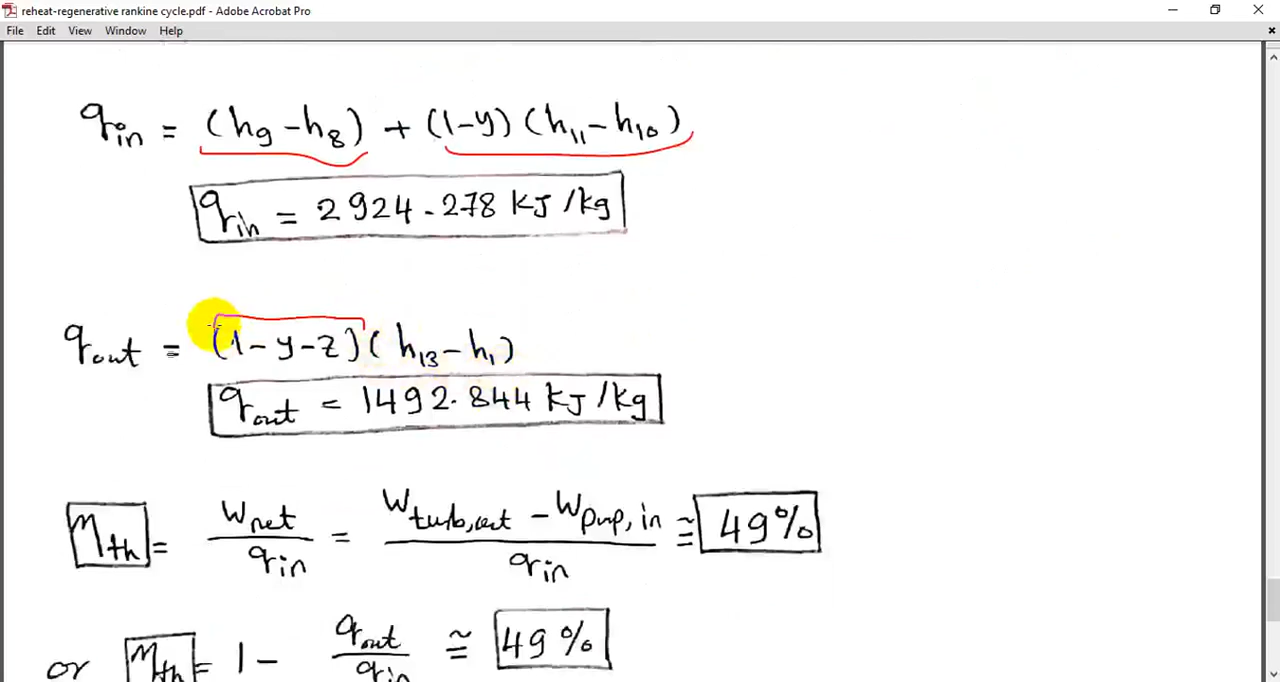 reheat-regenerative rankine cycle.pdf - Adobe Acrobat Pro
File Edit View Window Help
qin = (h9 - h8) + (1-y) (h11 - h10)
qin = 2924.278 KJ/kg
qout = (1-y-z) (h13 - h1)
qout = 1492.844 KJ/kg
ηth = Wnet/qin = Wturb,out - Wpmp,in/qin ≅ 49%
or ηth = 1 - qout/qin ≅ 49%